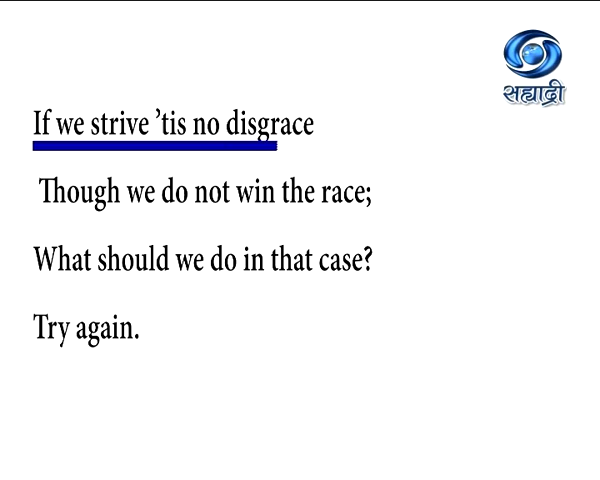 सह्याद्री
If we strive ’tis no disgrace
Though we do not win the race;
What should we do in that case?
Try again.